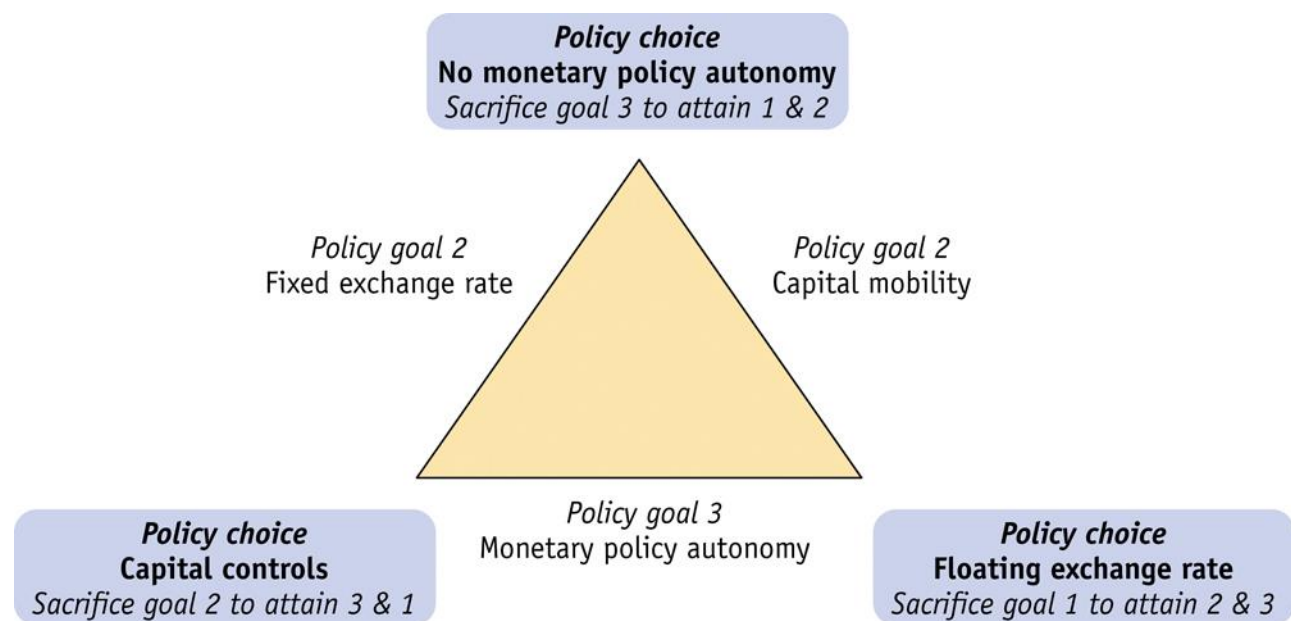 Policy choice
No monetary policy autonomy
Sacrifice goal 3 to attain 1 & 2
Policy goal 2
Fixed exchange rate
Policy goal 2
Capital mobility
Policy goal 3
Monetary policy autonomy
Policy choice
Capital controls
Sacrifice goal 2 to attain 3 & 1
Policy choice
Floating exchange rate
Sacrifice goal 1 to attain 2 & 3